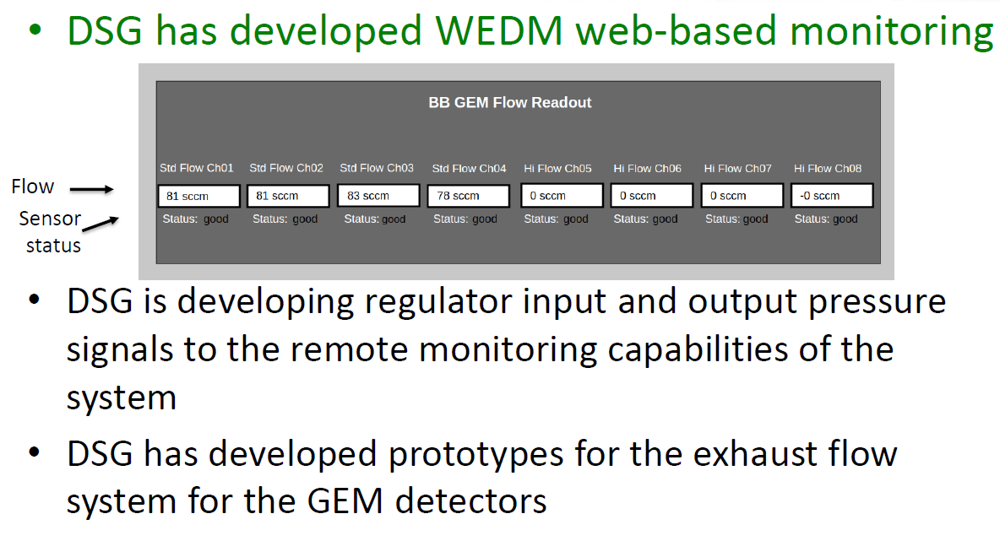 • DSG has developed WEDM web-based monitoring
BB GEM Flow Readout
Std Flow Ch01 Std Flow Ch02 Std Flow Ch03 Std Flow Ch04 Hi Flow Ch05 Hi Flow Ch06 Hi Flow Ch07 Hi Flow Ch08
Flow
81 sccm 81 sccm 83 sccm 78 sccm 0 sccm 0 sccm 0 sccm -0 sccm
Sensor
status
Status: good Status: good Status: good Status: good Status: good Status: good Status: good Status: good
• DSG is developing regulator input and output pressure
signals to the remote monitoring capabilities of the
system
• DSG has developed prototypes for the exhaust flow
system for the GEM detectors